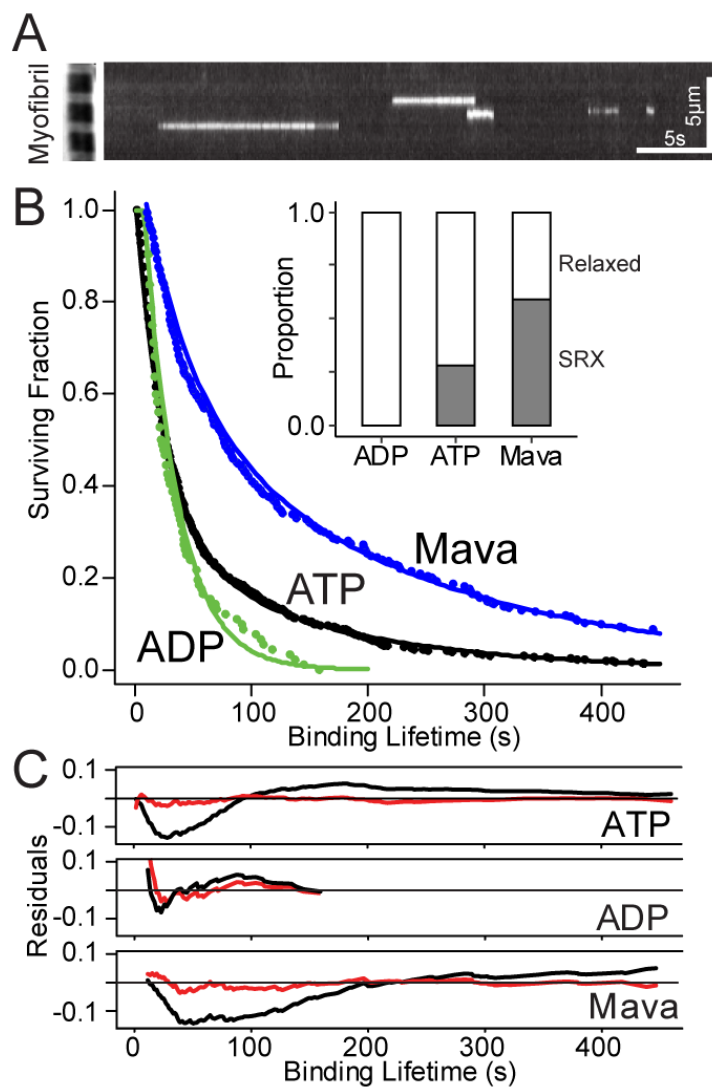 A
Myofibril
5µm
5s
B
1.0
0.8
0.6
0.4
0.2
0.0
Surviving Fraction
1.0
0.0
Proportion
Relaxed
SRX
ADP ATP Mava
Mava
ATP
ADP
0 100 200 300 400
Binding Lifetime (s)
C
0.1
-0.1
ATP
0.1
-0.1
ADP
0.1
-0.1
Mava
Residuals
0 100 200 300 400
Binding Lifetime (s)